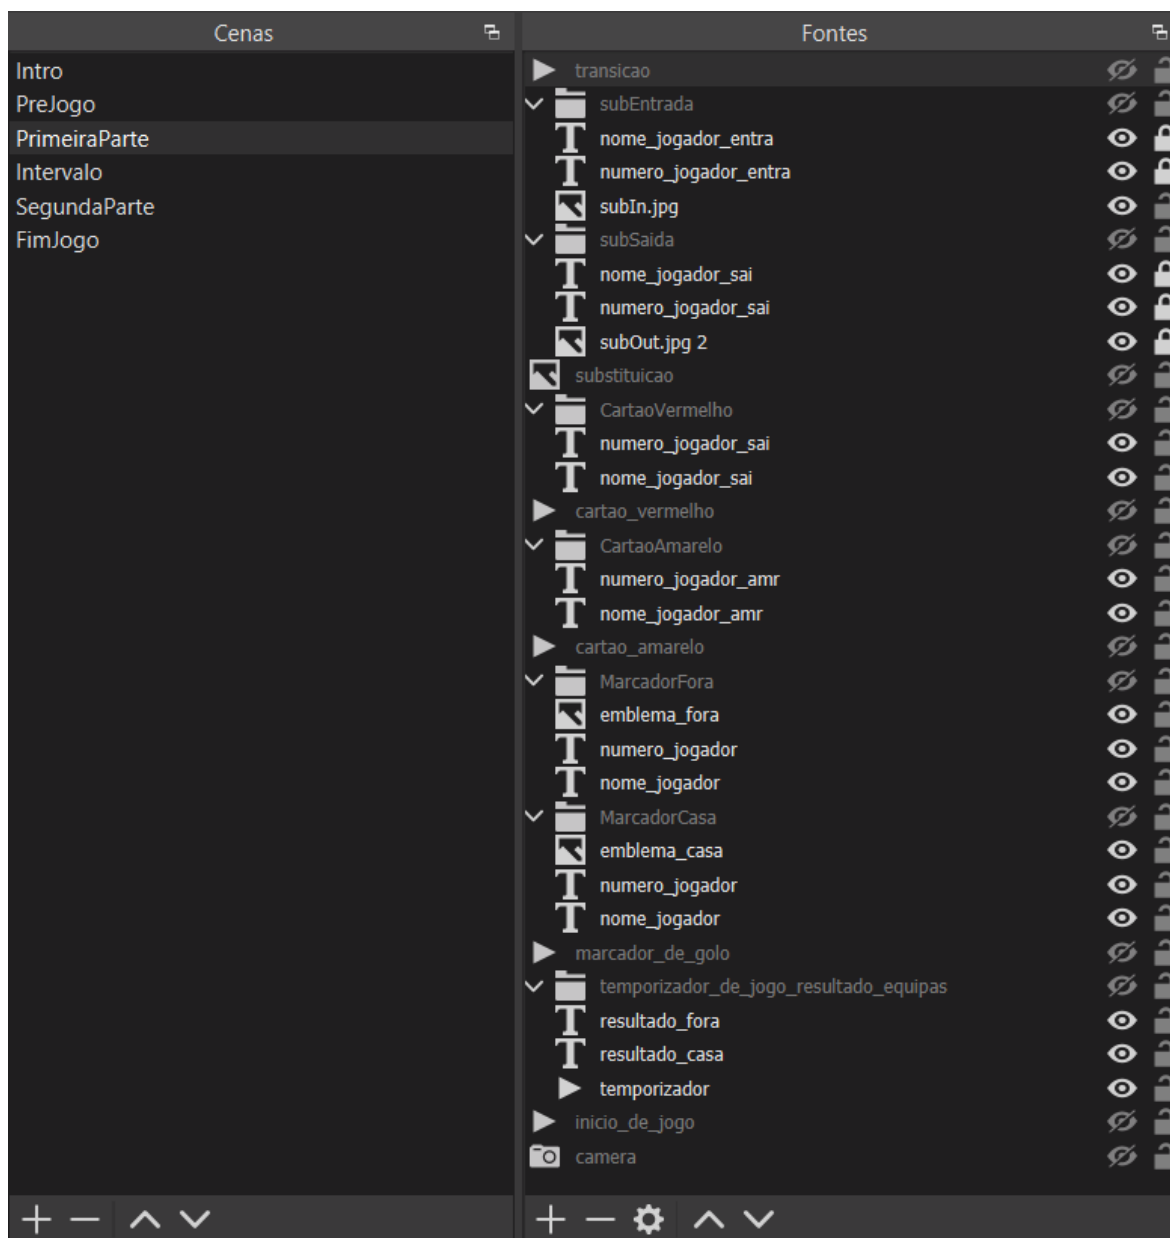 Cenas
Intro
PreJogo
PrimeiraParte
Intervalo
SegundaParte
FimJogo
Fontes
transicao
subEntrada
nome_jogador_entra
numero_jogador_entra
subIn.jpg
subSaida
nome_jogador_sai
numero_jogador_sai
subOut.jpg 2
substituicao
CartaoVermelho
numero_jogador_sai
nome_jogador_sai
cartao_vermelho
CartaoAmarelo
numero_jogador_amr
nome_jogador_amr
cartao_amarelo
MarcadorFora
emblema_fora
numero_jogador
nome_jogador
MarcadorCasa
emblema_casa
numero_jogador
nome_jogador
marcador_de_golo
temporizador_de_jogo_resultado_equipas
resultado_fora
resultado_casa
temporizador
inicio_de_jogo
camera